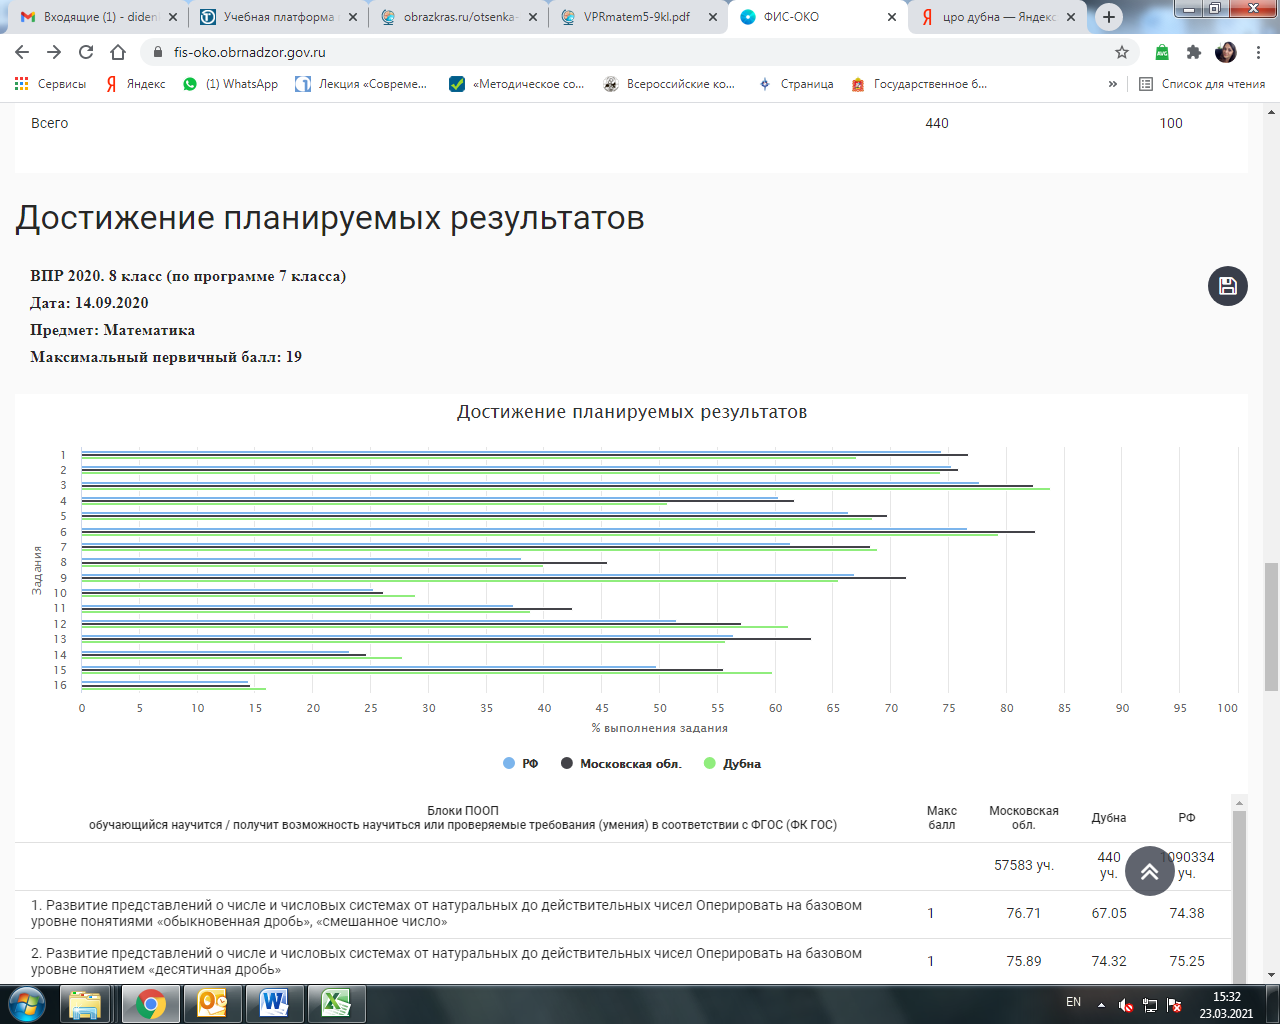 Входящие (1) - diden
Учебная платформа
obrazkras.ru/otsenka-
VPRmatem5-9kl.pdf
ФИС-ОКО
цро дубна — Яндекс
fis-oko.obrnadzor.gov.ru
Сервисы
Яндекс
(1) WhatsApp
Лекция «Совреме...
«Методическое со...
Всероссийские ко...
Страница
Государственное б...
»
Список для чтения
Всего 440 100
Достижение планируемых результатов
ВПР 2020. 8 класс (по программе 7 класса)
Дата: 14.09.2020
Предмет: Математика
Максимальный первичный балл: 19
Достижение планируемых результатов
Задания
1
2
3
4
5
6
7
8
9
10
11
12
13
14
15
16
0 5 10 15 20 25 30 35 40 45 50 55 60 65 70 75 80 85 90 95 100
% выполнения задания
РФ Московская обл. Дубна
Блоки ПООП
обучающийся научится / получит возможность научиться или проверяемые требования (умения) в соответствии с ФГОС (ФК ГОС)
Макс балл
Московская обл.
Дубна
РФ
57583 уч.
440 уч.
1090334 уч.
1. Развитие представлений о числе и числовых системах от натуральных до действительных чисел Оперировать на базовом
уровне понятиями «обыкновенная дробь», «смешанное число»
1 76.71 67.05 74.38
2. Развитие представлений о числе и числовых системах от натуральных до действительных чисел Оперировать на базовом
уровне понятием «десятичная дробь»
1 75.89 74.32 75.25
EN
15:32
23.03.2021